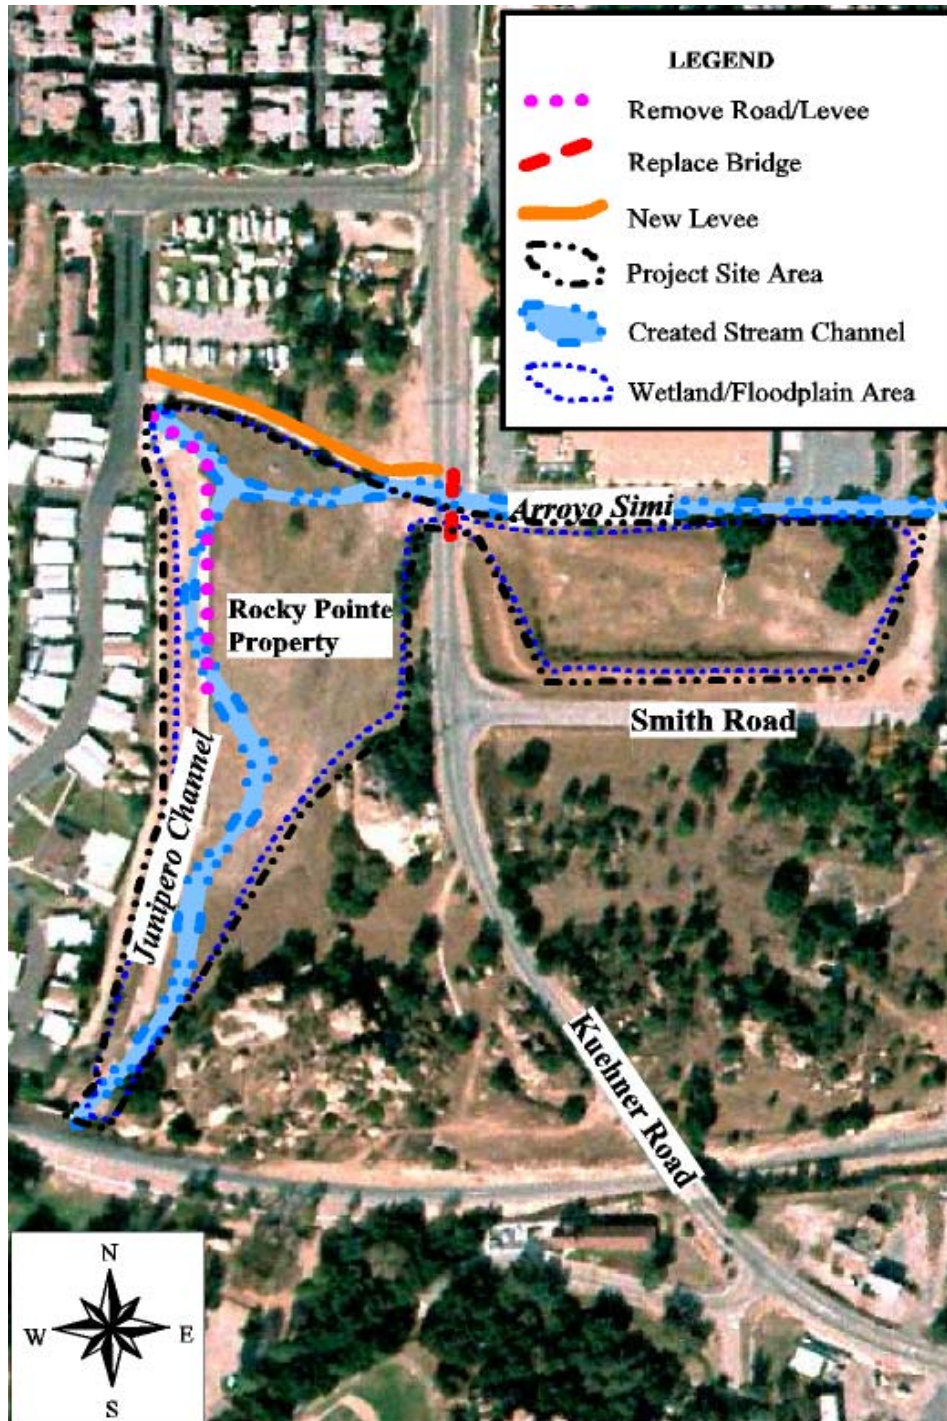 LEGEND
Remove Road/Levee
Replace Bridge
New Levee
Project Site Area
Created Stream Channel
Wetland/Floodplain Area
Arroyo Simi
Rocky Pointe
Property
Smith Road
Junipero Channel
Kuehner Road
N
W
E
S